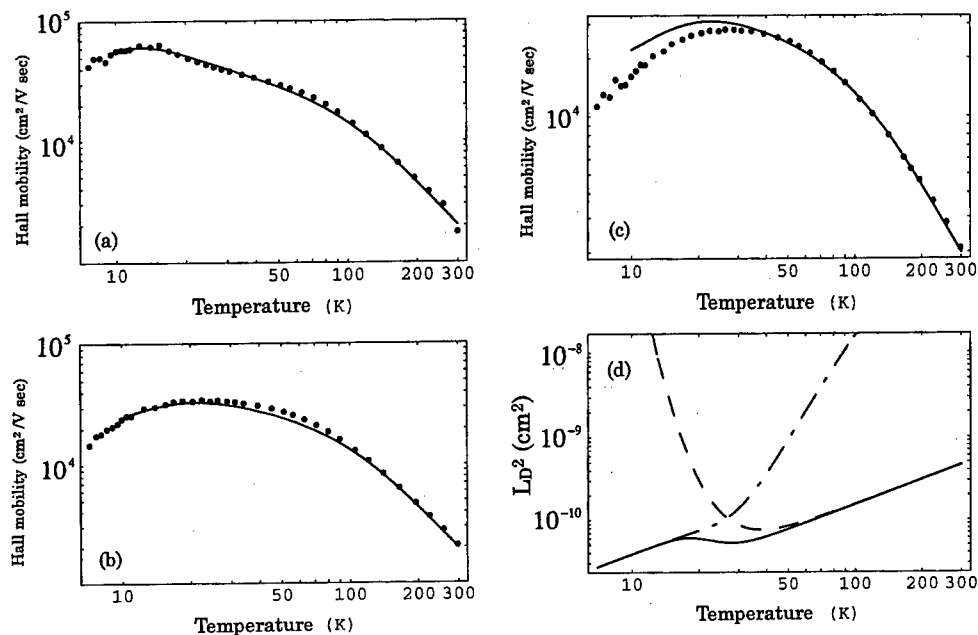 10⁵
10⁴
Hall mobility (cm²/V sec)
(a)
10 50 100 300
Temperature (K)
10⁵
10⁴
Hall mobility (cm²/V sec)
(b)
10 50 100 300
Temperature (K)
10⁴
Hall mobility (cm²/V sec)
(c)
10 50 100 200 300
Temperature (K)
(d)
10⁻⁸
10⁻⁹
10⁻¹⁰
L_D² (cm²)
10 50 100 200 300
Temperature (K)